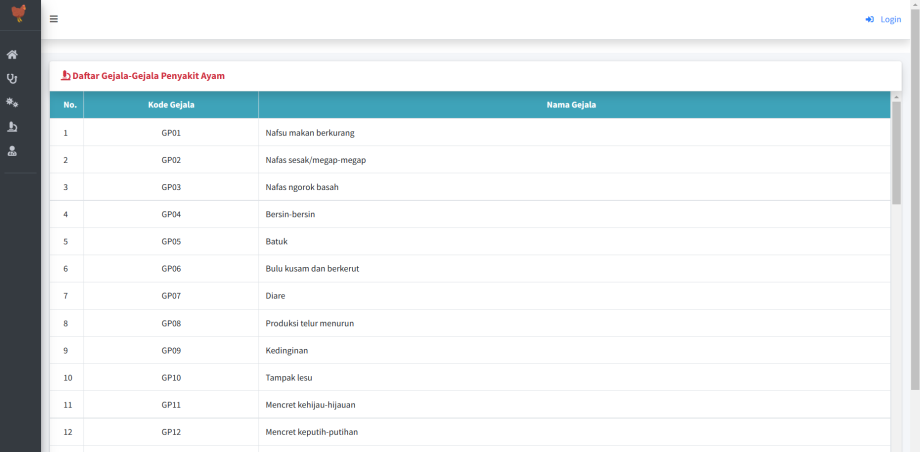 Login
Daftar Gejala-Gejala Penyakit Ayam
No. Kode Gejala Nama Gejala
1 GP01 Nafsu makan berkurang
2 GP02 Nafas sesak/megap-megap
3 GP03 Nafas ngorok basah
4 GP04 Bersin-bersin
5 GP05 Batuk
6 GP06 Bulu kusam dan berkerut
7 GP07 Diare
8 GP08 Produksi telur menurun
9 GP09 Kedinginan
10 GP10 Tampak lesu
11 GP11 Mencret kehijau-hijauan
12 GP12 Mencret keputih-putihan